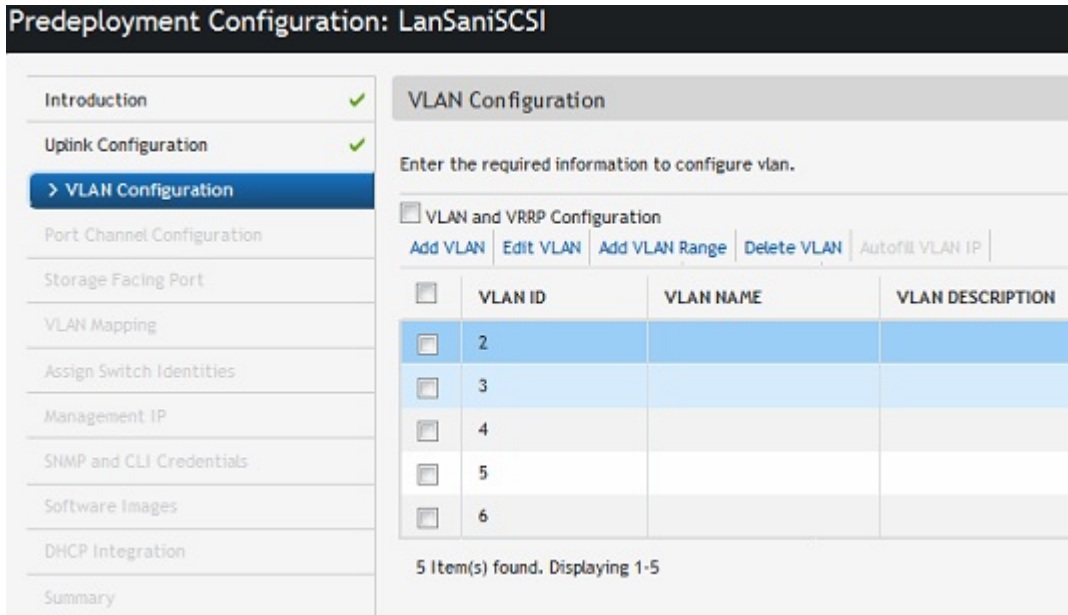 Predeployment Configuration: LanSaniSCSI
Introduction
Uplink Configuration
> VLAN Configuration
Port Channel Configuration
Storage Facing Port
VLAN Mapping
Assign Switch Identities
Management IP
SNMP and CLI Credentials
Software Images
DHCP Integration
Summary
VLAN Configuration
Enter the required information to configure vlan.
VLAN and VRRP Configuration
Add VLAN Edit VLAN Add VLAN Range Delete VLAN Autofill VLAN IP
VLAN ID VLAN NAME VLAN DESCRIPTION
2
3
4
5
6
5 Item(s) found. Displaying 1-5